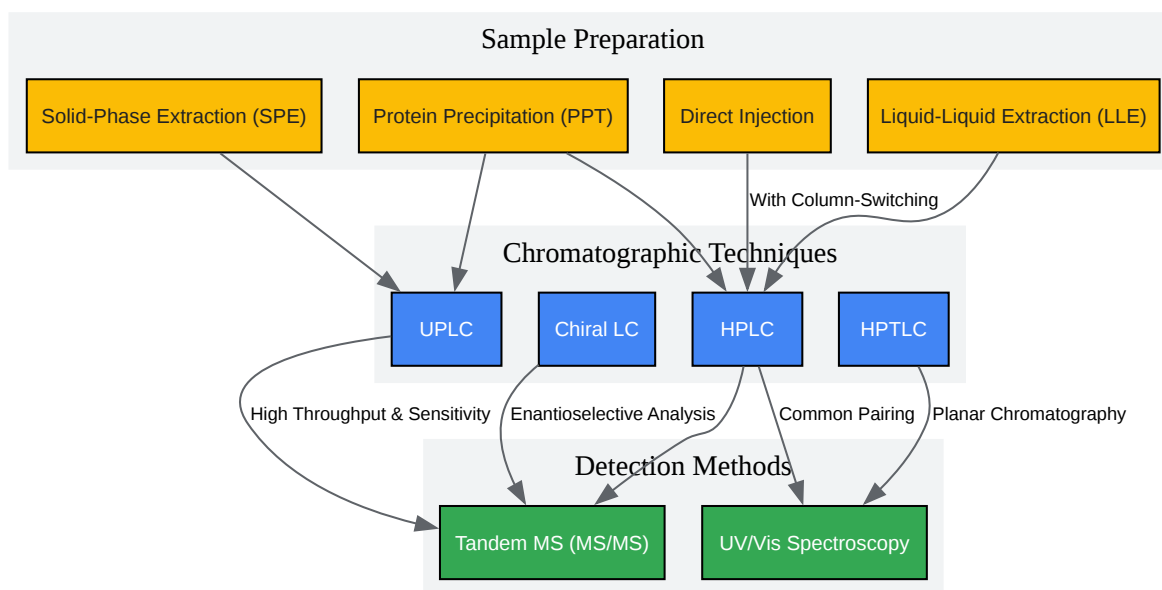 Sample Preparation
Solid-Phase Extraction (SPE)
Protein Precipitation (PPT)
Direct Injection
Liquid-Liquid Extraction (LLE)
With Column-Switching
Chromatographic Techniques
UPLC
Chiral LC
HPLC
HPTLC
High Throughput & Sensitivity
Enantioselective Analysis
Common Pairing
Planar Chromatography
Detection Methods
Tandem MS (MS/MS)
UV/Vis Spectroscopy